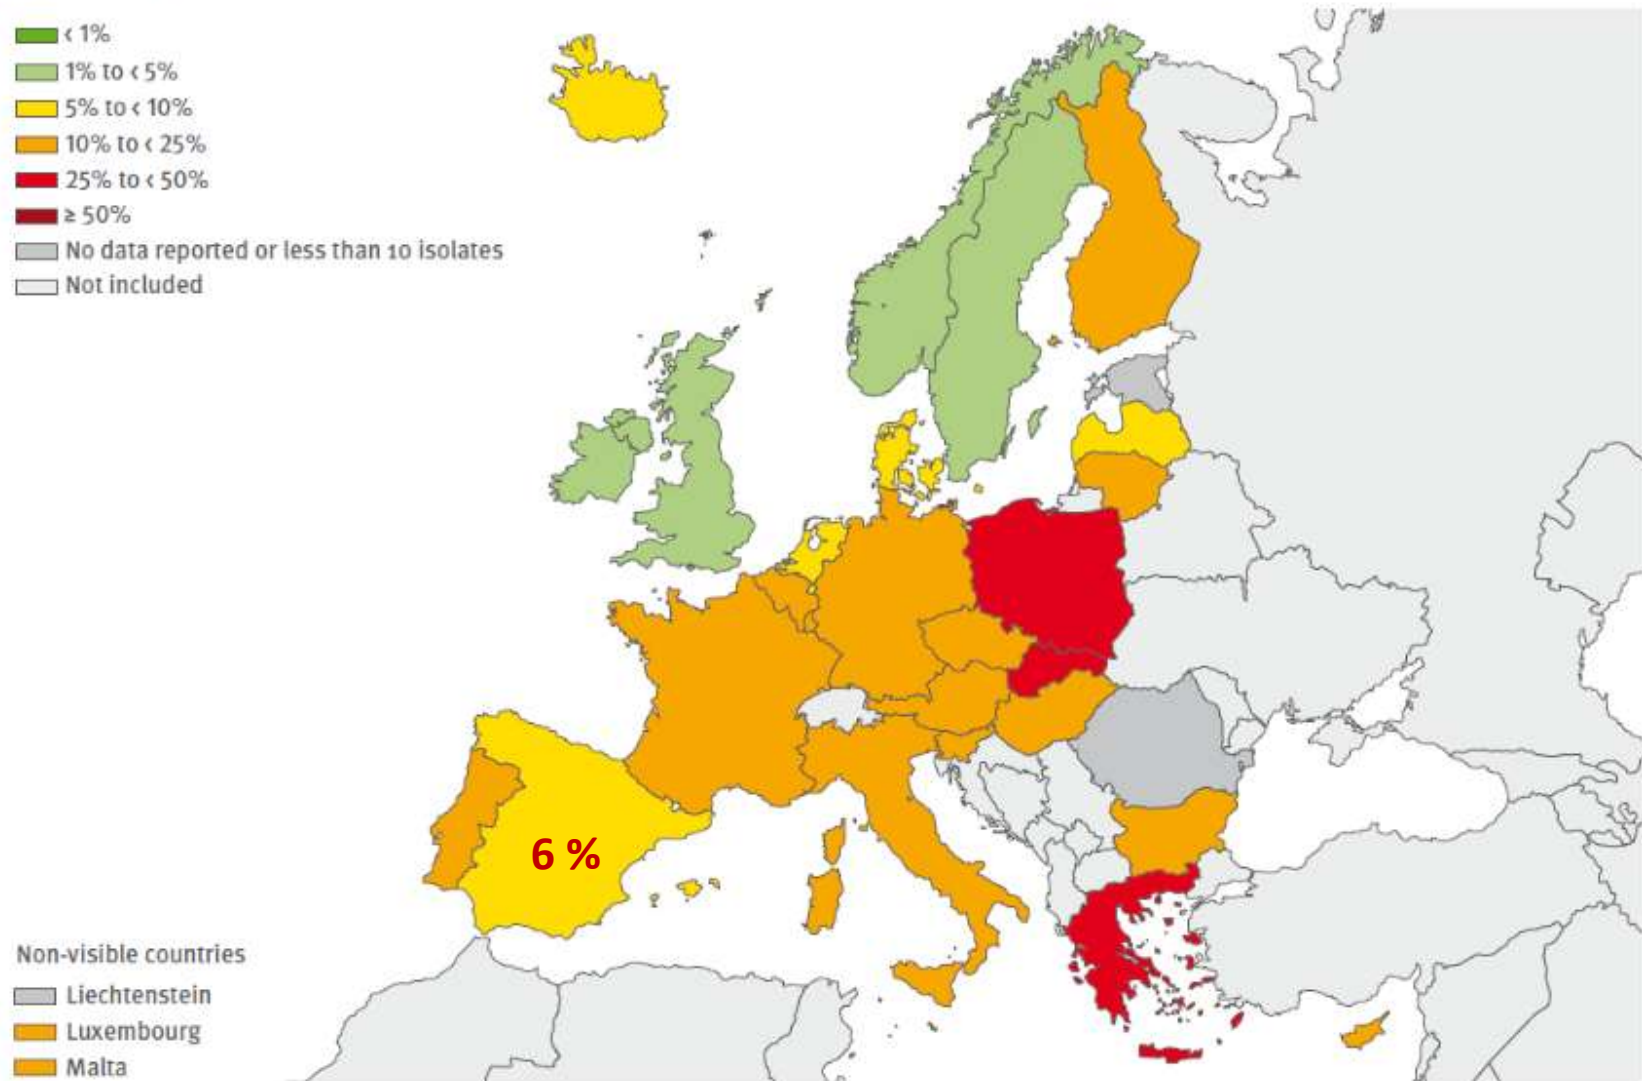 < 1%
1% to < 5%
5% to < 10%
10% to < 25%
25% to < 50%
≥ 50%
No data reported or less than 10 isolates
Not included
6 %
Non-visible countries
Liechtenstein
Luxembourg
Malta